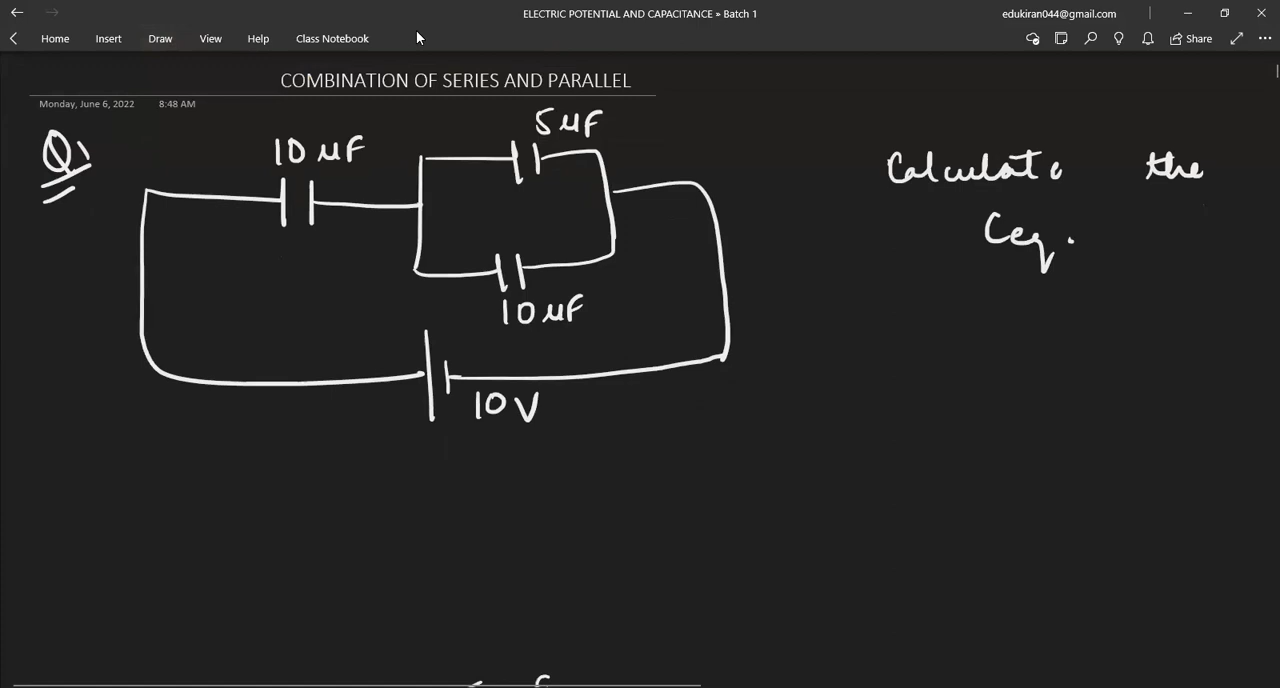 ELECTRIC POTENTIAL AND CAPACITANCE » Batch 1
edukiran044@gmail.com
Home Insert Draw View Help Class Notebook
Share
COMBINATION OF SERIES AND PARALLEL
Monday, June 6, 2022 8:48 AM
Q1
10 μF
5 μF
Calculate the
Ceq.
10 μF
10 V